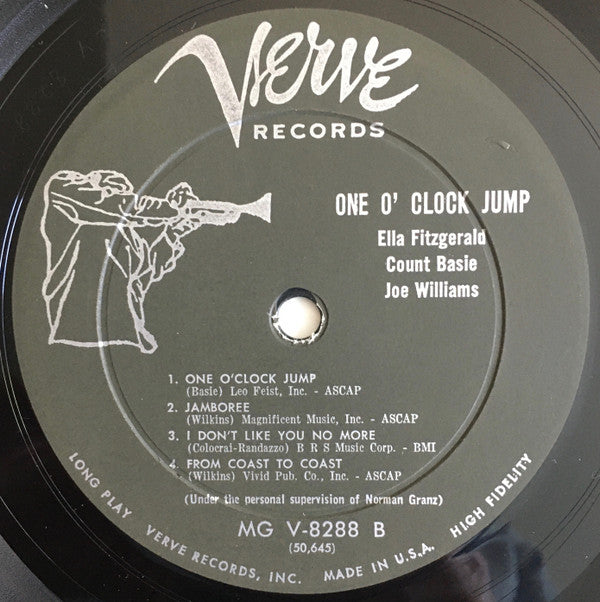 Verve
RECORDS
ONE O' CLOCK JUMP
Ella Fitzgerald
Count Basie
Joe Williams
1. ONE O'CLOCK JUMP
(Basie) Leo Feist, Inc. - ASCAP
2. JAMBOREE
(Wilkins) Magnificent Music, Inc. - ASCAP
3. I DON'T LIKE YOU NO MORE
(Colocrai-Randazzo) B R S Music Corp. - BMI
4. FROM COAST TO COAST
(Wilkins) Vivid Pub. Co., Inc. - ASCAP
(Under the personal supervision of Norman Granz)
MG V-8288 B
(50,645)
LONG PLAY VERVE RECORDS, INC. MADE IN U.S.A. HIGH FIDELITY